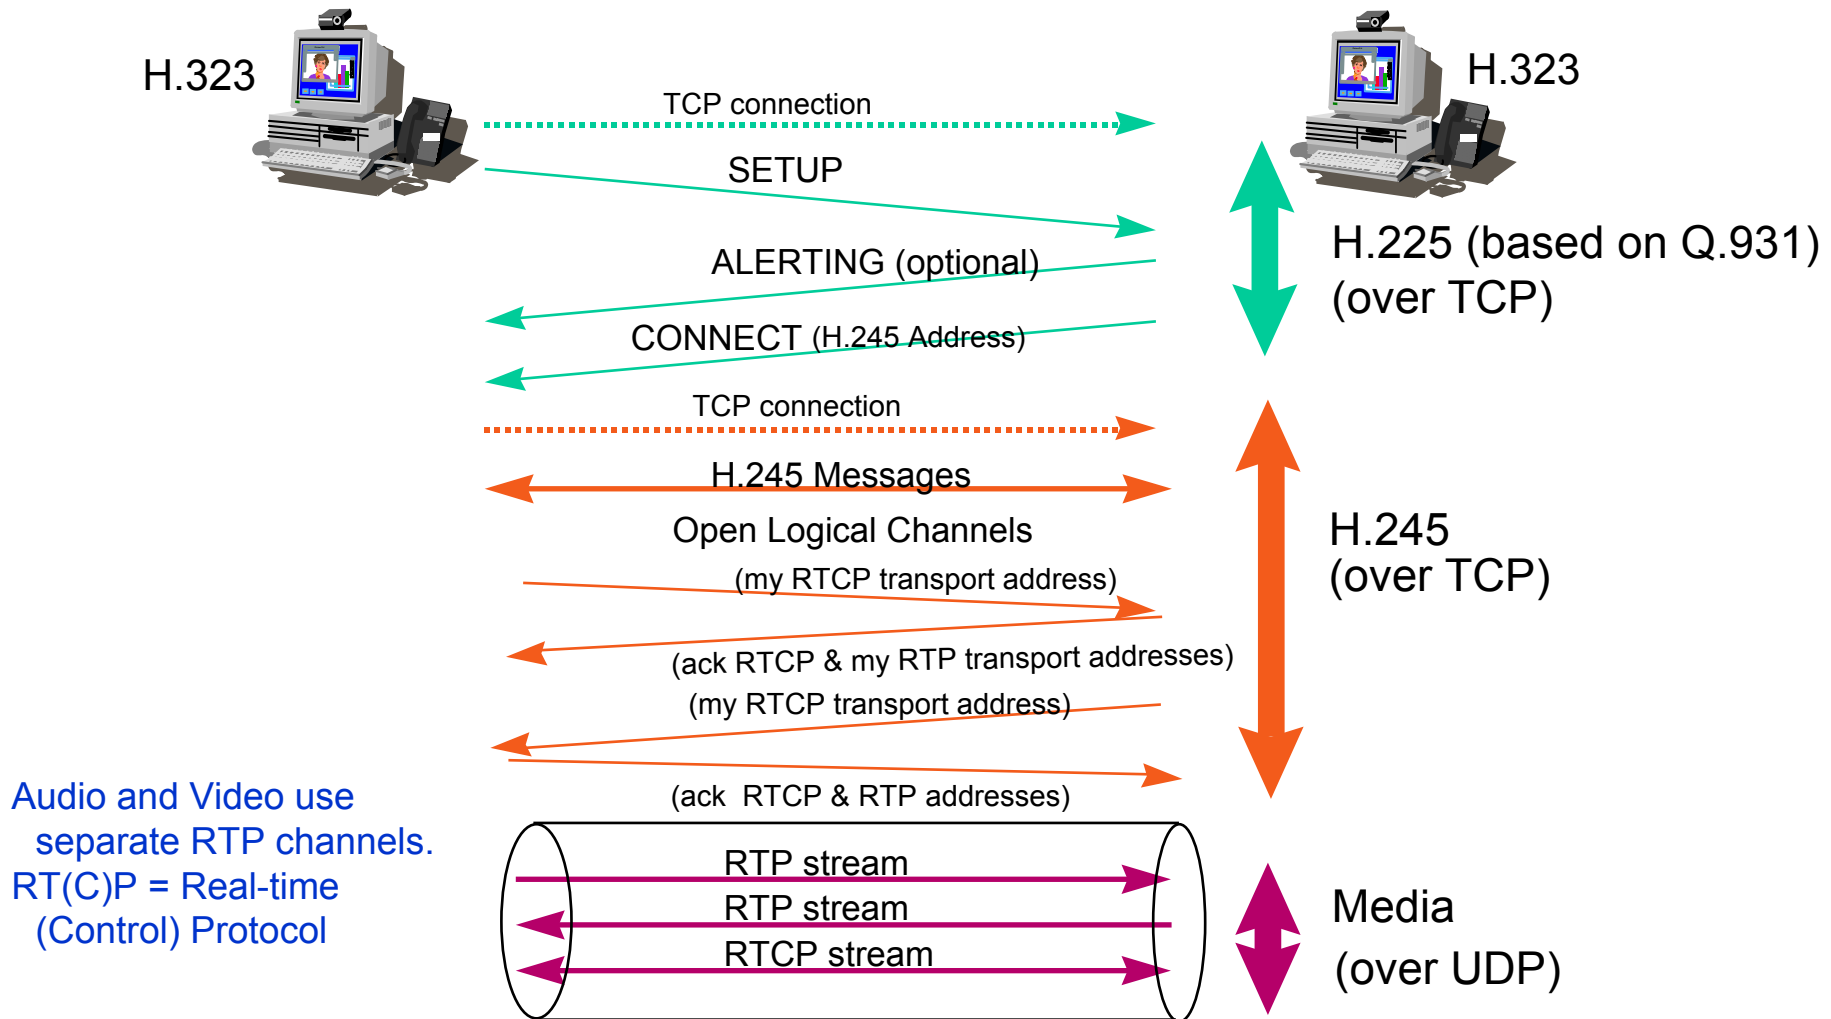 H.323
H.323
TCP connection
SETUP
ALERTING (optional)
H.225 (based on Q.931)
(over TCP)
CONNECT (H.245 Address)
TCP connection
H.245 Messages
Open Logical Channels
H.245
(over TCP)
(my RTCP transport address)
(ack RTCP & my RTP transport addresses)
(my RTCP transport address)
(ack RTCP & RTP addresses)
Audio and Video use
separate RTP channels.
RT(C)P = Real-time
(Control) Protocol
RTP stream
RTP stream
RTCP stream
Media
(over UDP)